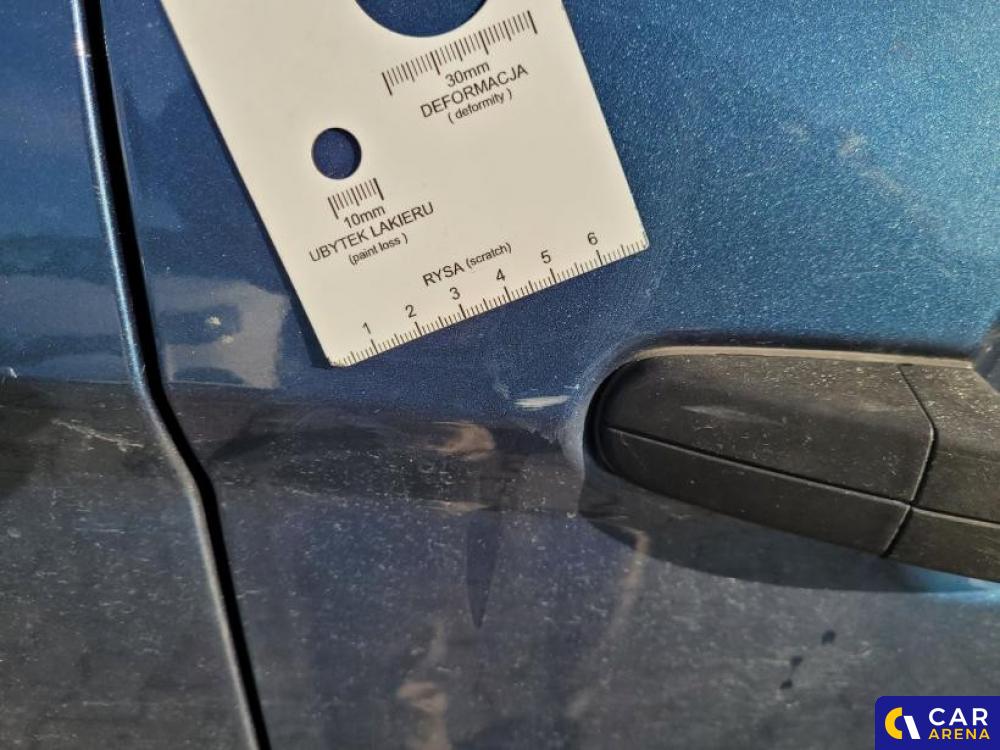 30mm
DEFORMACJA
( deformity )
10mm
UBYTEK LAKIERU
(paint loss )
RYSA (scratch)
1 2 3 4 5 6
CAR
ARENA